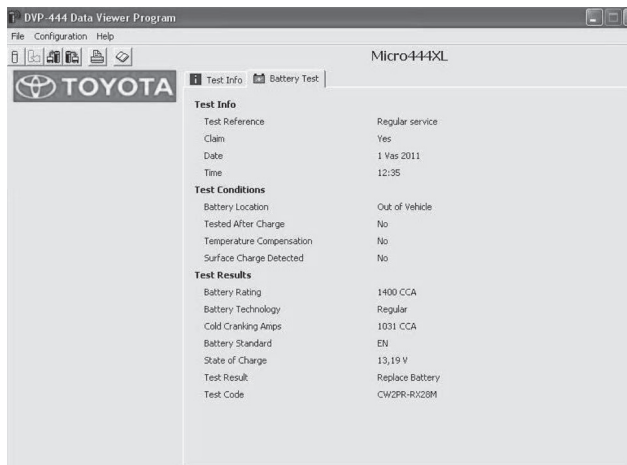 DVP-444 Data Viewer Program
File Configuration Help
Micro444XL
TOYOTA
Test Info Battery Test
Test Info
Test Reference Regular service
Claim Yes
Date 1 Vas 2011
Time 12:35
Test Conditions
Battery Location Out of Vehicle
Tested After Charge No
Temperature Compensation No
Surface Charge Detected No
Test Results
Battery Rating 1400 CCA
Battery Technology Regular
Cold Cranking Amps 1031 CCA
Battery Standard EN
State of Charge 13,19 V
Test Result Replace Battery
Test Code CW2PR-RX28M